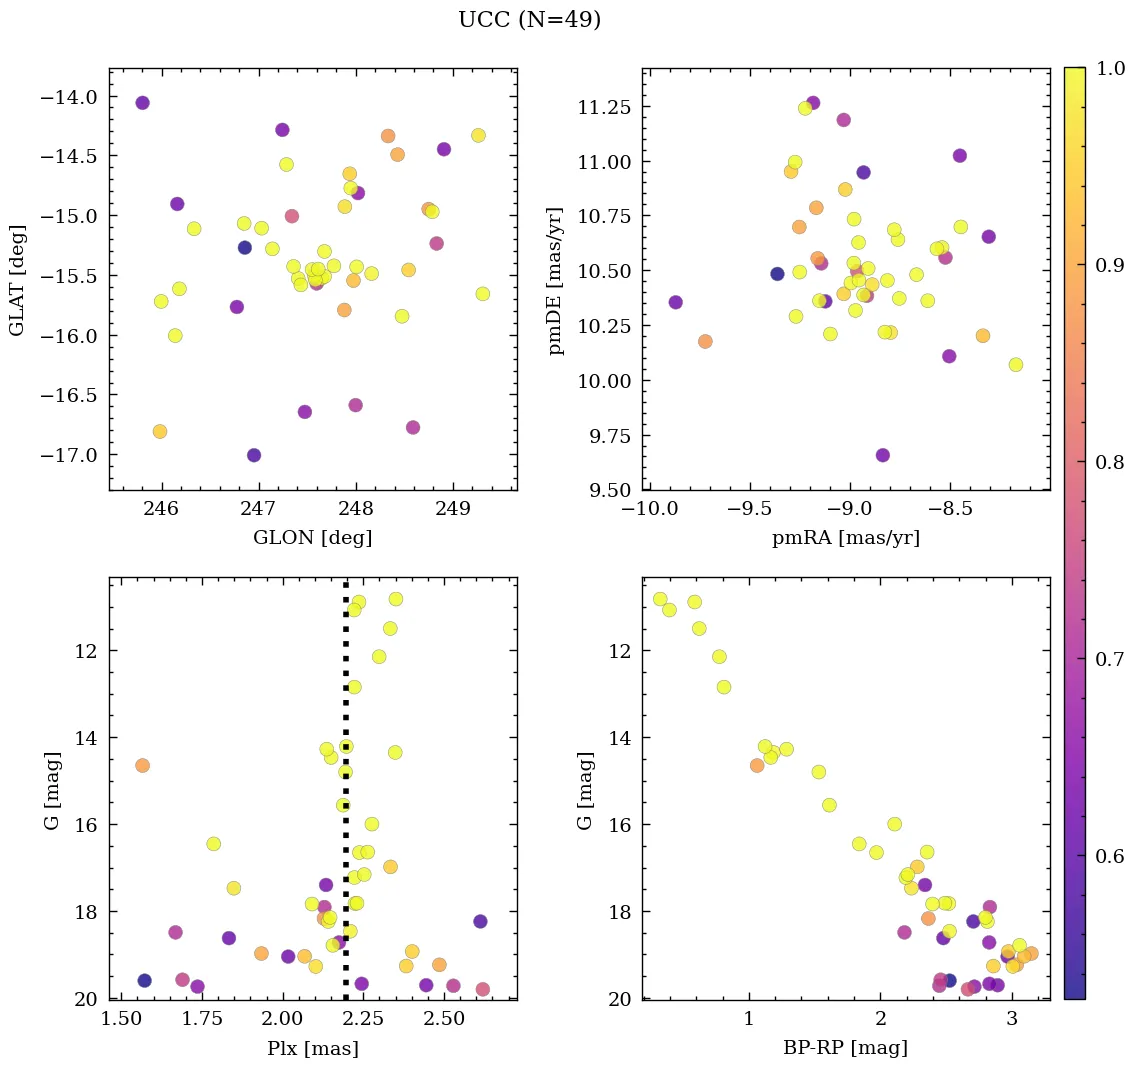 UCC (N=49)
−14.0
−14.5
−15.0
−15.5
−16.0
−16.5
−17.0
GLAT [deg]
246 247 248 249
GLON [deg]
11.25
11.00
10.75
10.50
10.25
10.00
9.75
9.50
pmDE [mas/yr]
−10.0 −9.5 −9.0 −8.5
pmRA [mas/yr]
1.0
0.9
0.8
0.7
0.6
12
14
16
18
20
G [mag]
1.50 1.75 2.00 2.25 2.50
Plx [mas]
12
14
16
18
20
G [mag]
1 2 3
BP-RP [mag]